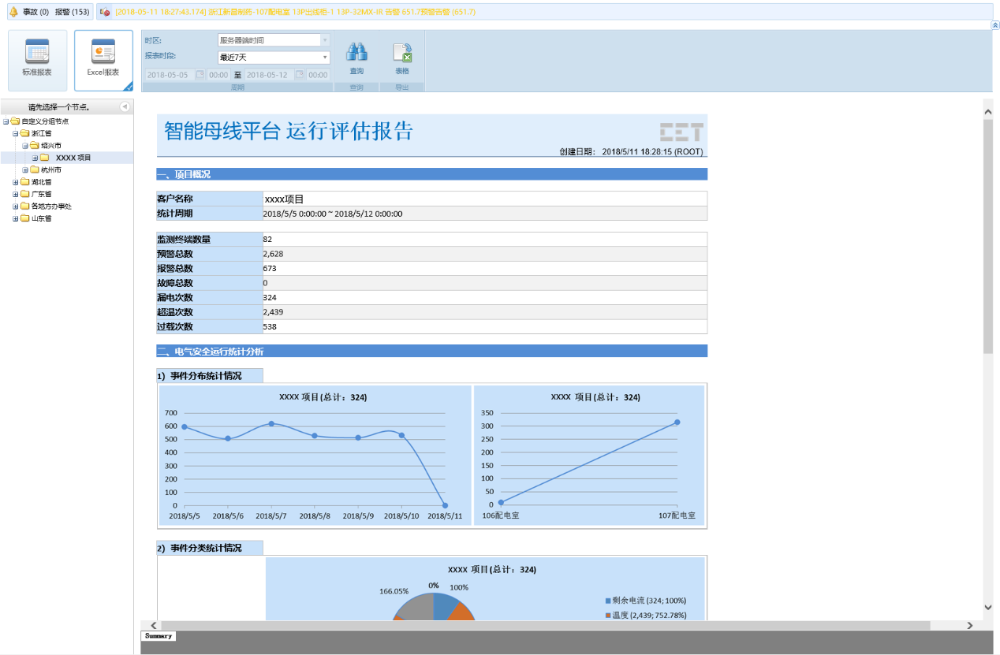 事故 (0) 报警 (153) [2018-05-11 18:27:43.174] 浙江新昌制药-107配电室 13P出线柜-1 13P-32MX-IR 告警 651.7预警告警 (651.7)
标准报表
Excel报表
时区: 服务器端时间
报表时段: 最近7天
2018-05-05 00:00 至 2018-05-12 00:00
周期
查询
查询
表格
导出
请先选择一个节点。
自定义分组节点
浙江省
绍兴市
XXXX 项目
杭州市
湖北省
广东省
各地方办事处
山东省
智能母线平台 运行评估报告
CET
创建日期: 2018/5/11 18:28:15 (ROOT)
一、项目概况
客户名称 xxxx项目
统计周期 2018/5/5 0:00:00 ~ 2018/5/12 0:00:00
监测终端数量 82
预警总数 2,628
报警总数 673
故障总数 0
漏电次数 324
超温次数 2,439
过载次数 538
二、电气安全运行统计分析
1）事件分布统计情况
XXXX 项目(总计：324)
700
600
500
400
300
200
100
0
2018/5/5 2018/5/6 2018/5/7 2018/5/8 2018/5/9 2018/5/10 2018/5/11
XXXX 项目(总计：324)
350
300
250
200
150
100
50
0
106配电室 107配电室
2）事件分类统计情况
XXXX 项目(总计：324)
166.05% 0% 100%
剩余电流 (324; 100%)
温度 (2,439; 752.78%)
Summary